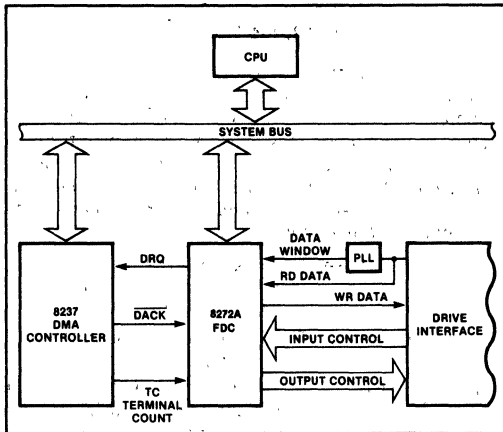 CPU
SYSTEM BUS
8237
DMA
CONTROLLER
DRQ
DACK
TC
TERMINAL
COUNT
8272A
FDC
DATA
WINDOW
PLL
RD DATA
WR DATA
INPUT CONTROL
OUTPUT CONTROL
DRIVE
INTERFACE